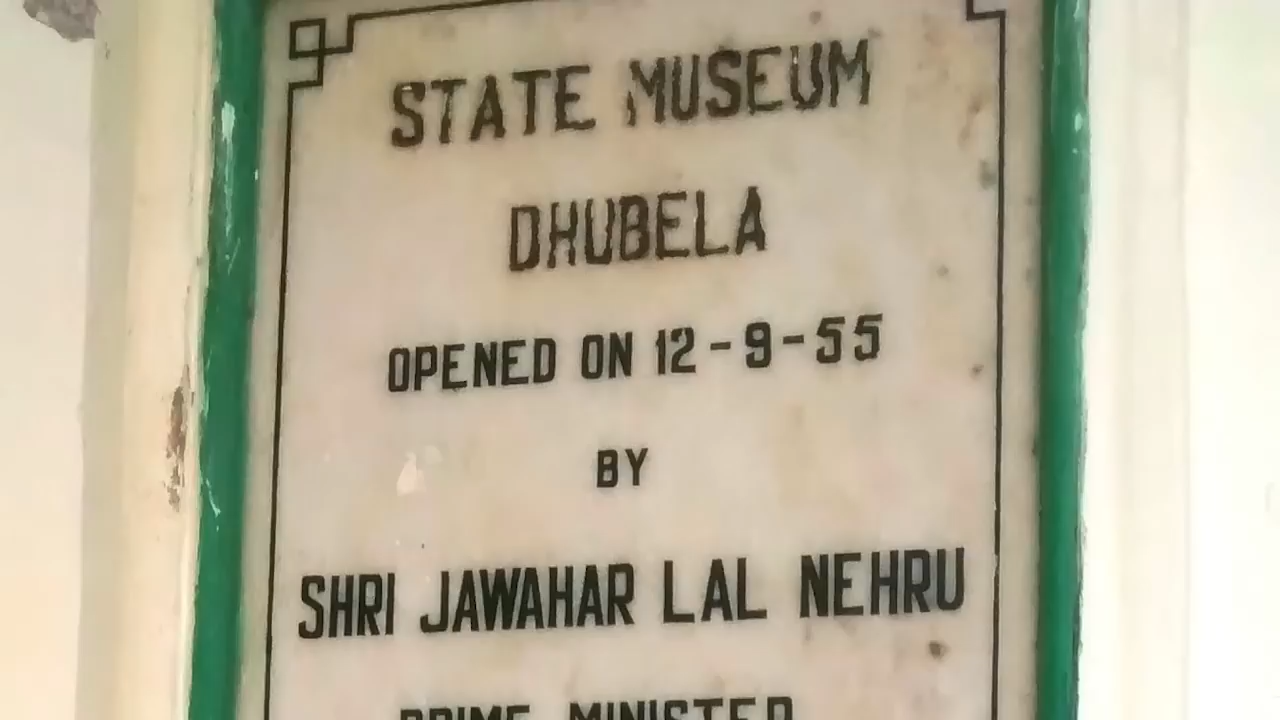 STATE MUSEUM
DHUBELA
OPENED ON 12-9-55
BY
SHRI JAWAHAR LAL NEHRU
PRIME MINISTER